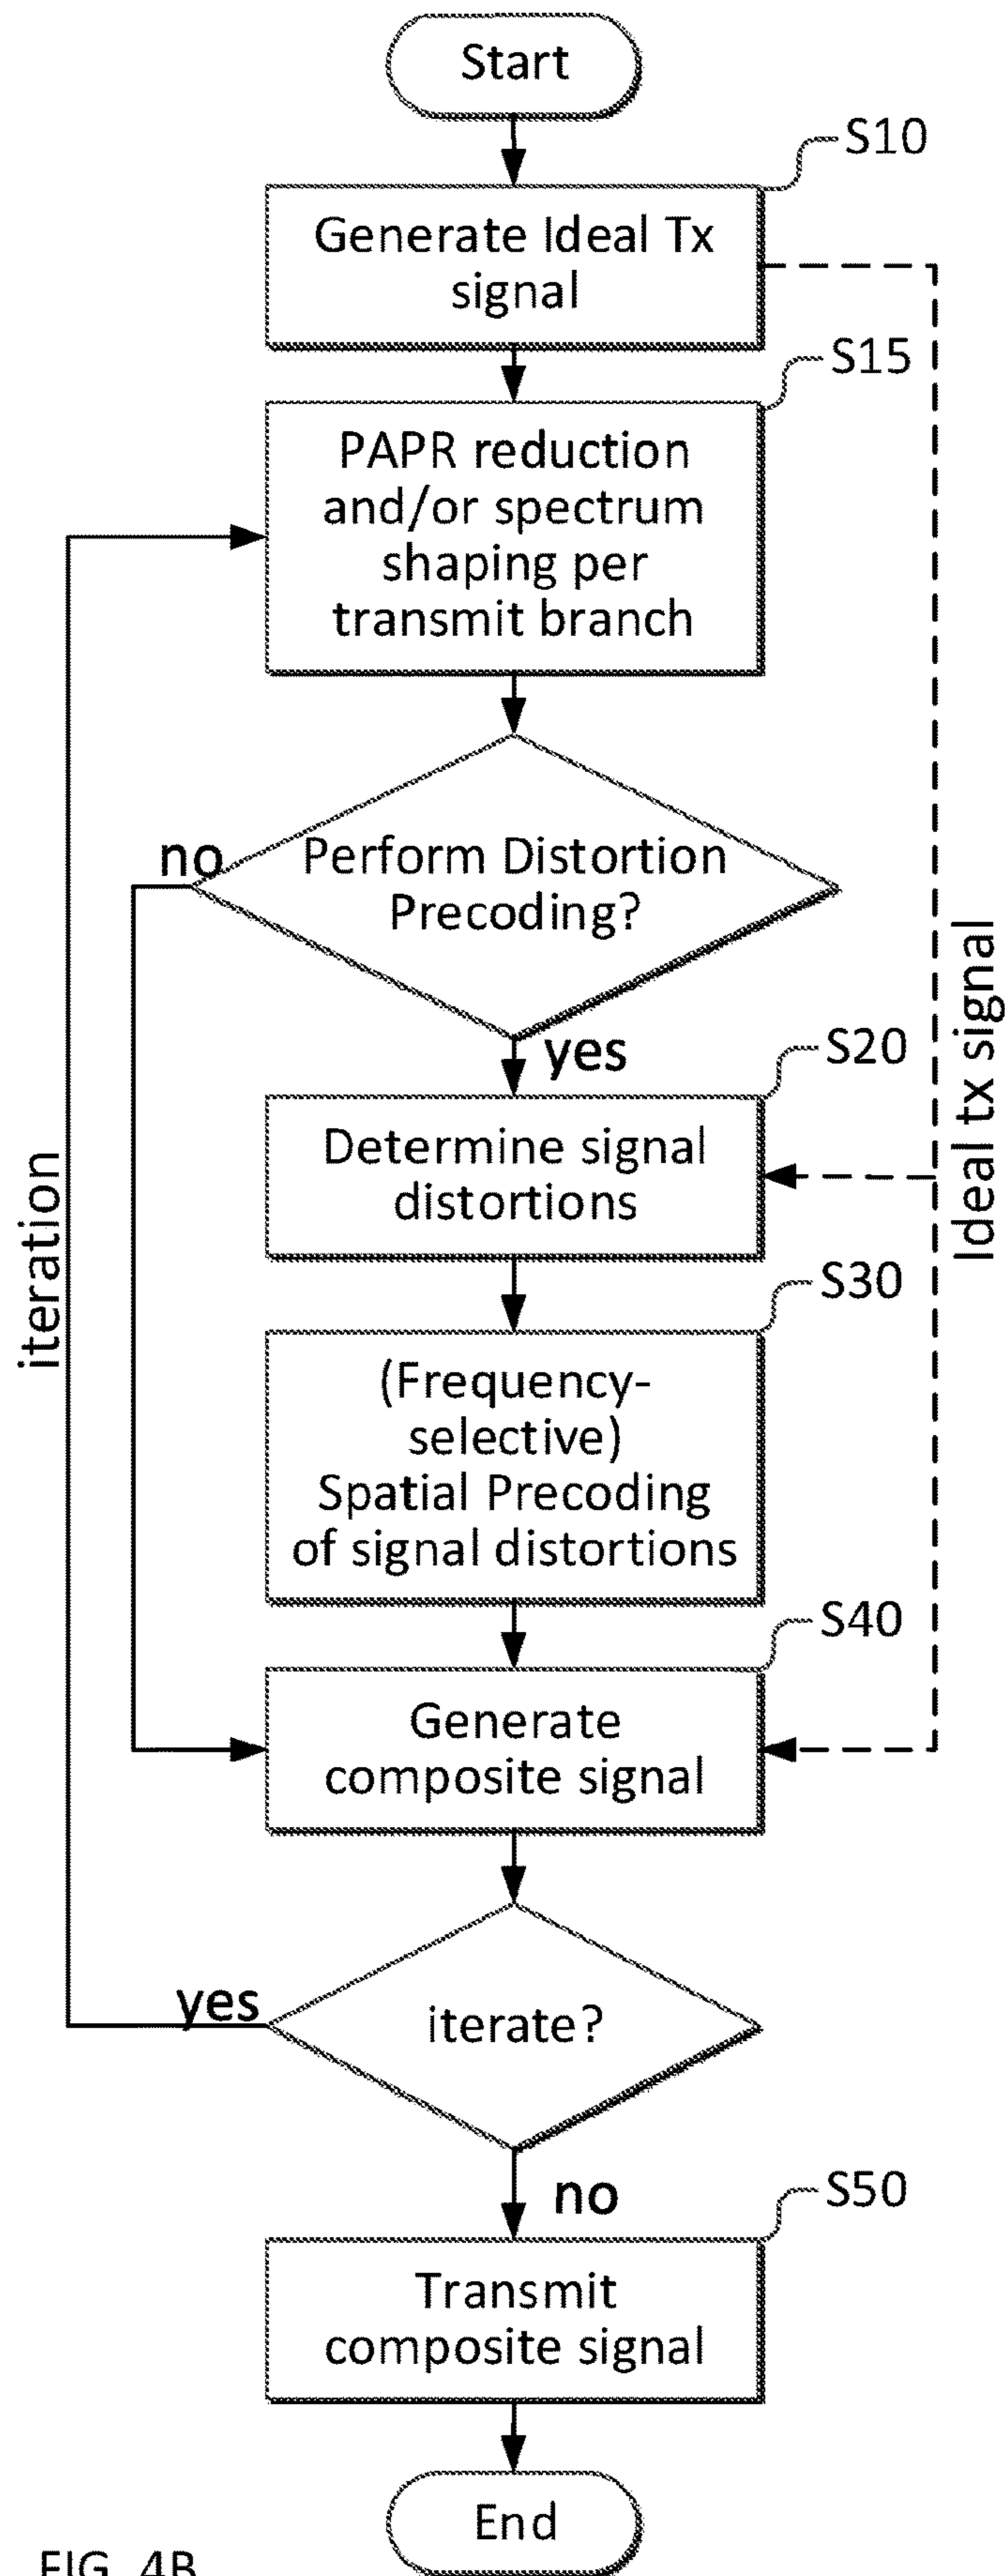 Start
S10
Generate Ideal Tx
signal
S15
PAPR reduction
and/or spectrum
shaping per
transmit branch
no
Perform Distortion
Precoding?
yes
S20
Determine signal
distortions
Ideal tx signal
iteration
S30
(Frequency-
selective)
Spatial Precoding
of signal distortions
S40
Generate
composite signal
yes
iterate?
no
S50
Transmit
composite signal
End
FIG. 4B